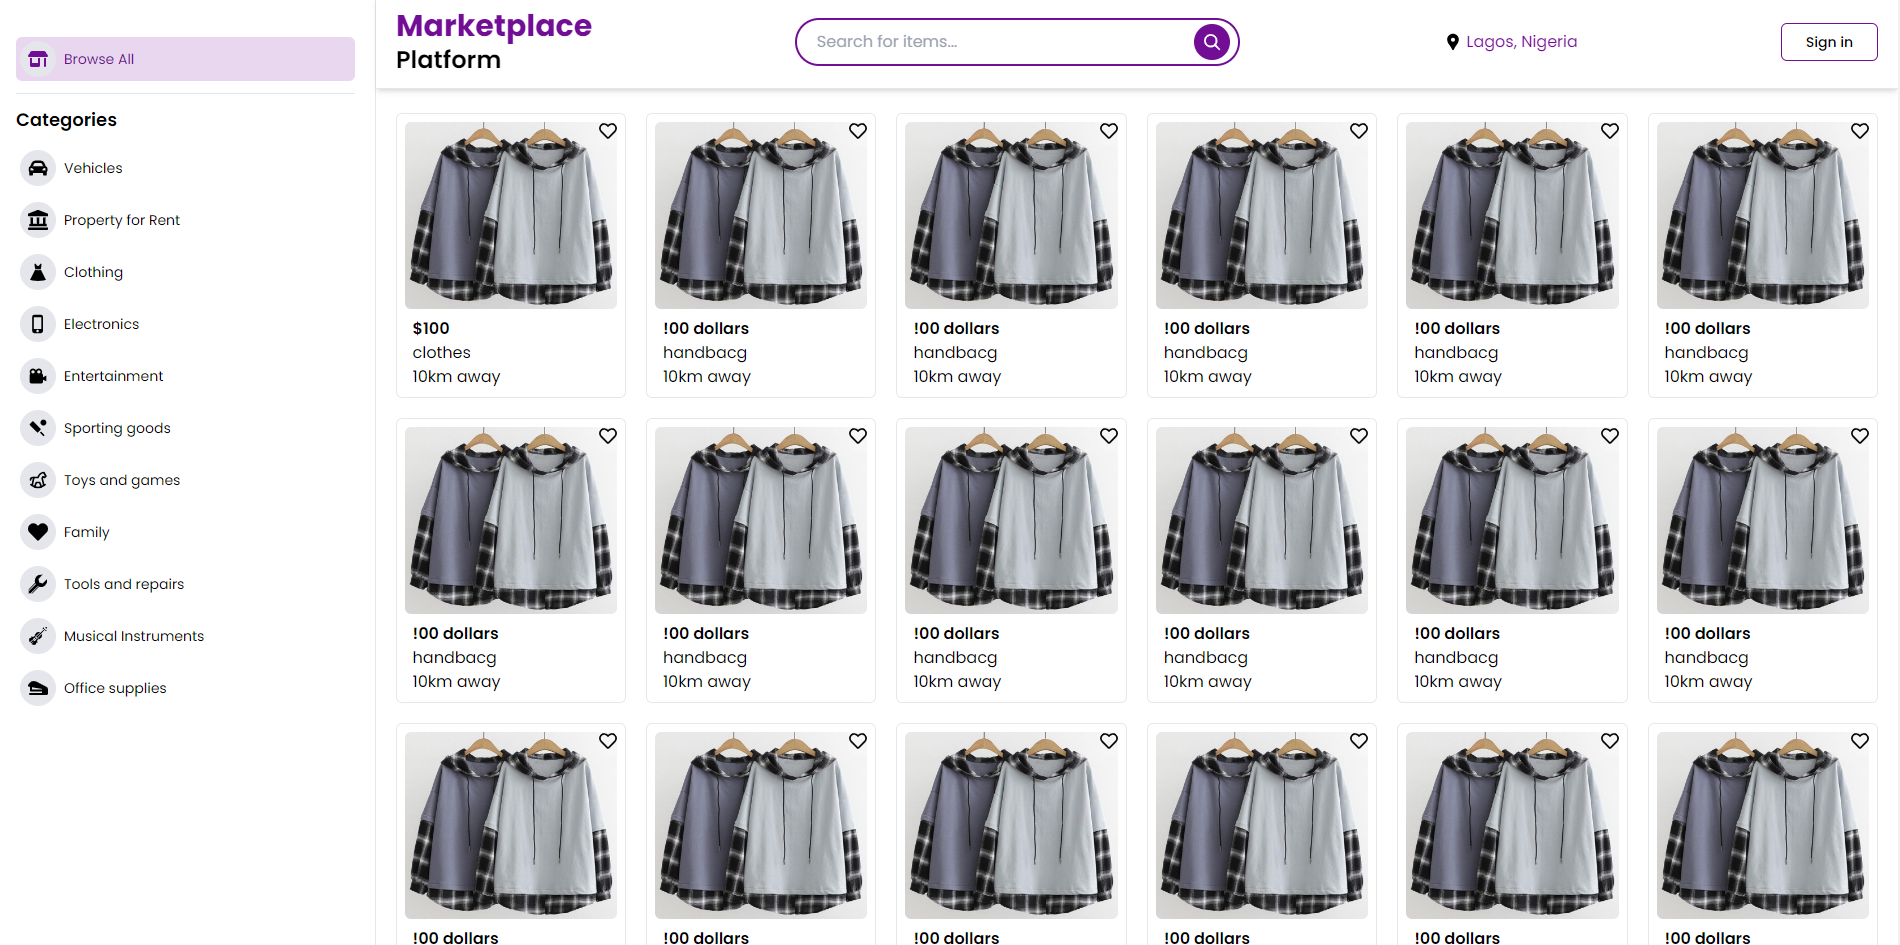 Browse All
Categories
Vehicles
Property for Rent
Clothing
Electronics
Entertainment
Sporting goods
Toys and games
Family
Tools and repairs
Musical Instruments
Office supplies
Marketplace
Platform
Search for items...
Lagos, Nigeria
Sign in
$100
clothes
10km away
!00 dollars
handbacg
10km away
!00 dollars
handbacg
10km away
!00 dollars
handbacg
10km away
!00 dollars
handbacg
10km away
!00 dollars
handbacg
10km away
!00 dollars
handbacg
10km away
!00 dollars
handbacg
10km away
!00 dollars
handbacg
10km away
!00 dollars
handbacg
10km away
!00 dollars
handbacg
10km away
!00 dollars
handbacg
10km away
!00 dollars
!00 dollars
!00 dollars
!00 dollars
!00 dollars
!00 dollars